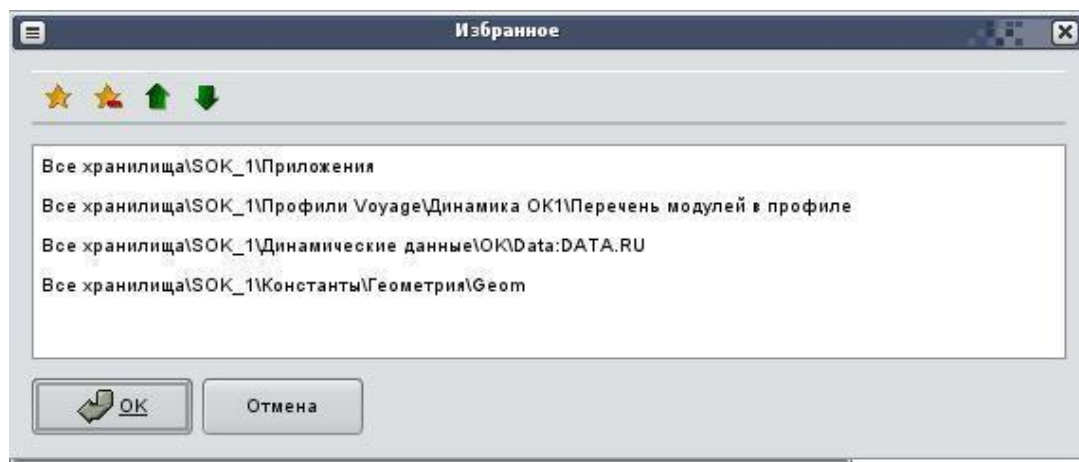 Избранное
Все хранилища\SOK_1\Приложения
Все хранилища\SOK_1\Профили Voyage\Динамика ОК1\Перечень модулей в профиле
Все хранилища\SOK_1\Динамические данные\OK\Data:DATA.RU
Все хранилища\SOK_1\Константы\Геометрия\Geom
OK
Отмена